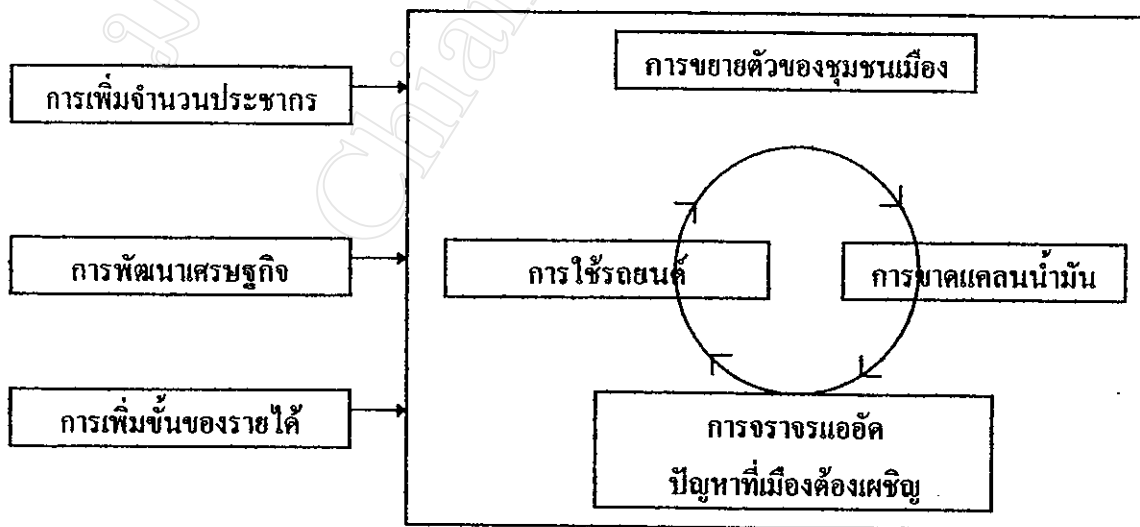 การขยายตัวของชุมชนเมือง
การเพิ่มจำนวนประชากร
การพัฒนาเศรษฐกิจ
การใช้รถยนต์
การขาดแคลนน้ำมัน
การเพิ่มขึ้นของรายได้
การจราจรแออัด
ปัญหาที่เมืองต้องเผชิญ
Chian